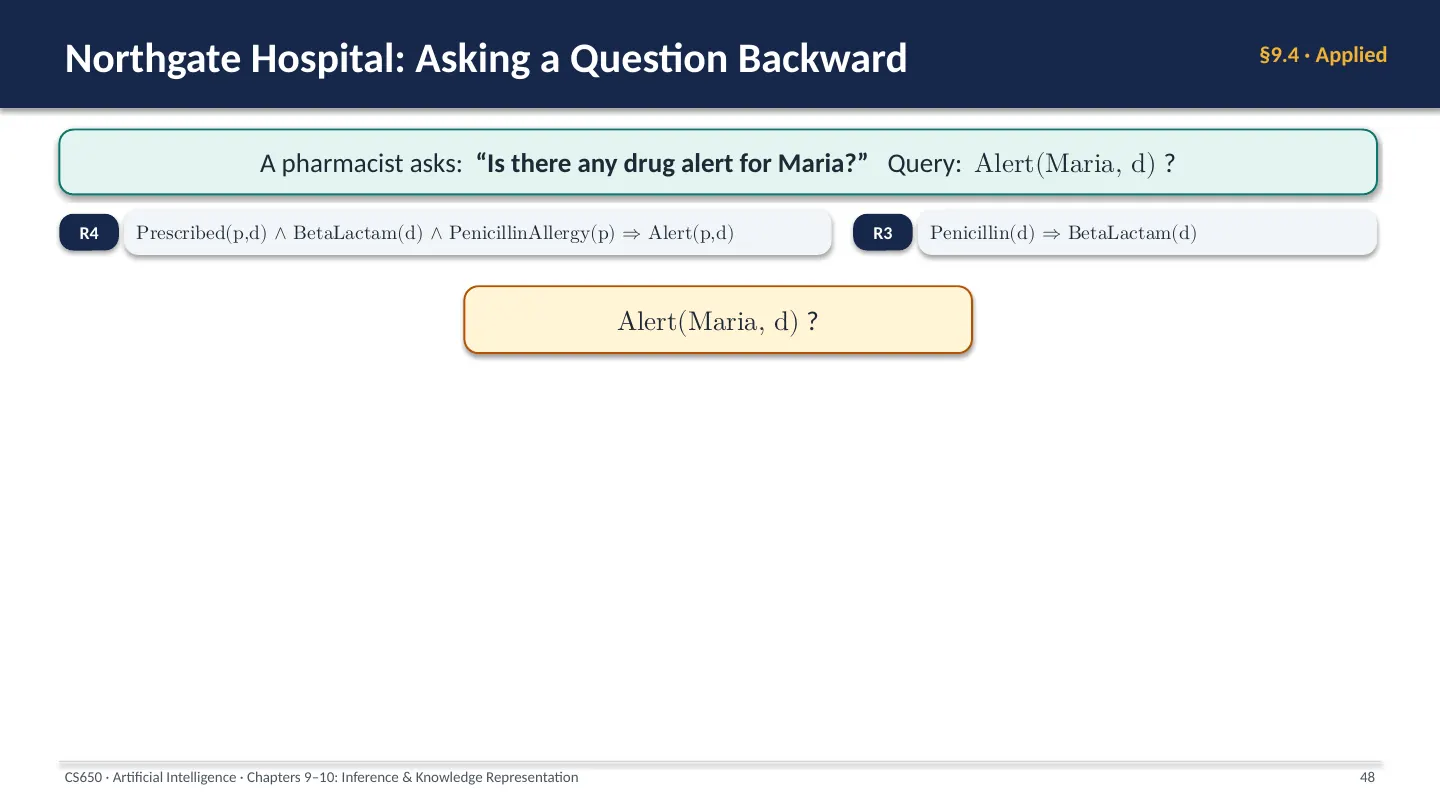 Northgate Hospital: Asking a Question Backward
§9.4 · Applied
A pharmacist asks: “Is there any drug alert for Maria?” Query: Alert(Maria, d) ?
R4 Prescribed(p,d) ∧ BetaLactam(d) ∧ PenicillinAllergy(p) ⇒ Alert(p,d)
R3 Penicillin(d) ⇒ BetaLactam(d)
Alert(Maria, d) ?
CS650 · Artificial Intelligence · Chapters 9–10: Inference & Knowledge Representation
48